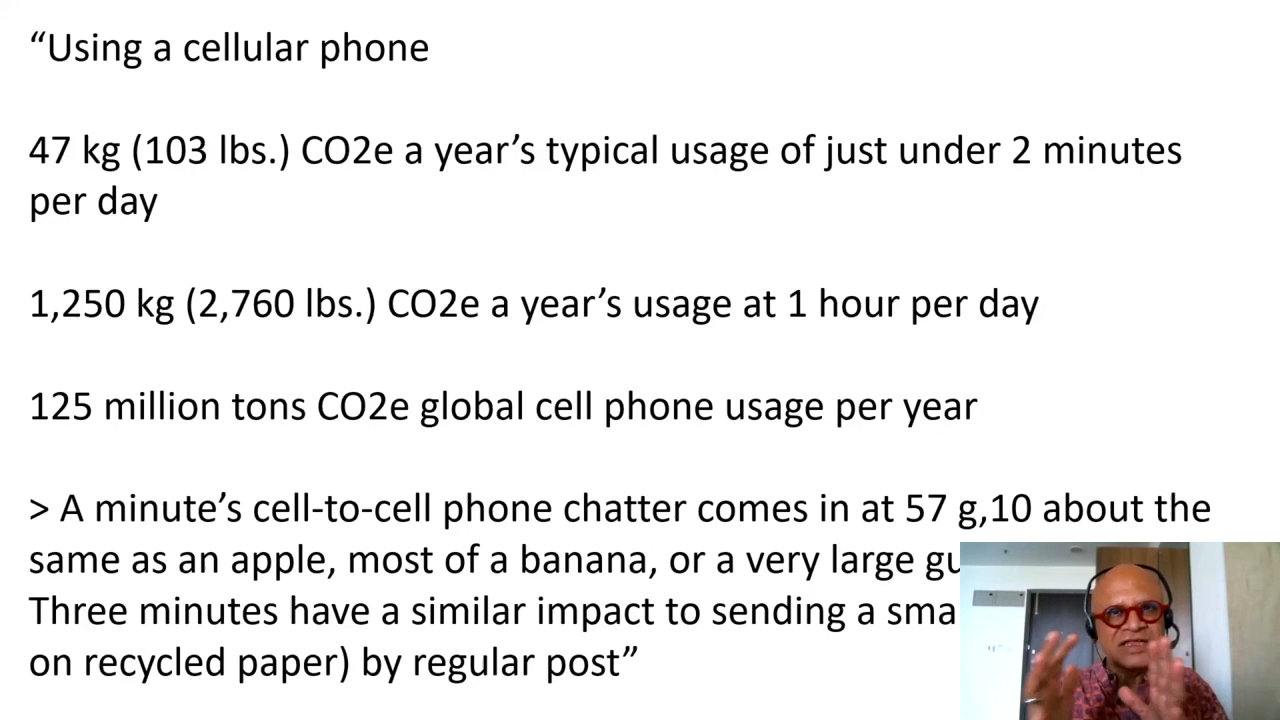 “Using a cellular phone
47 kg (103 lbs.) CO2e a year’s typical usage of just under 2 minutes
per day
1,250 kg (2,760 lbs.) CO2e a year’s usage at 1 hour per day
125 million tons CO2e global cell phone usage per year
> A minute’s cell-to-cell phone chatter comes in at 57 g,10 about the
same as an apple, most of a banana, or a very large
Three minutes have a similar impact to sending a
on recycled paper) by regular post”